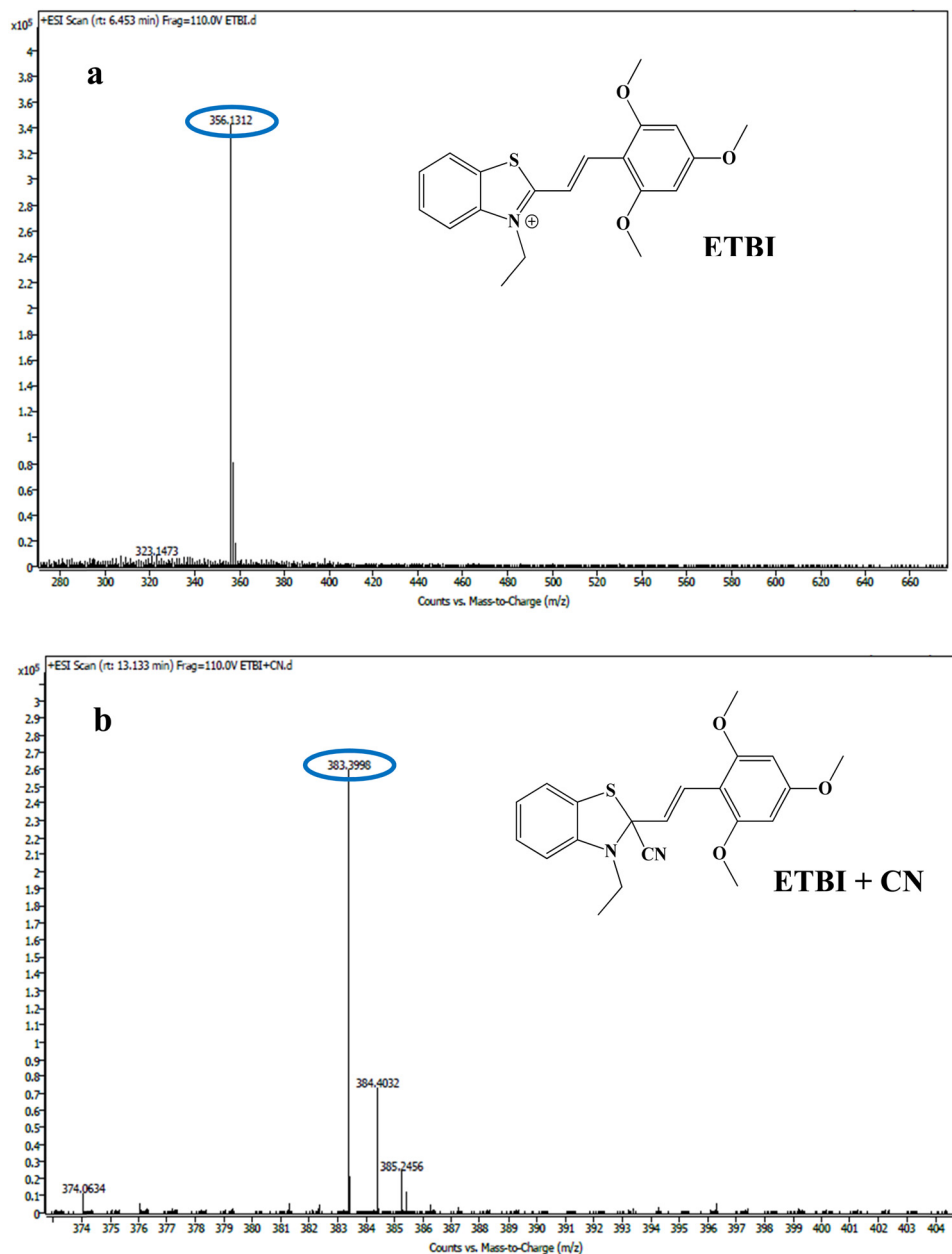 +ESI Scan (rt: 6.453 min) Frag=110.0V ETBI.d
x10⁵
4
3.8
3.6
3.4
3.2
3
2.8
2.6
2.4
2.2
2
1.8
1.6
1.4
1.2
1
0.8
0.6
0.4
0.2
0
a
356.1312
323.1473
O
O
O
S
N
⊕
ETBI
280 300 320 340 360 380 400 420 440 460 480 500 520 540 560 580 600 620 640 660
Counts vs. Mass-to-Charge (m/z)
+ESI Scan (rt: 13.133 min) Frag=110.0V ETBI+CN.d
x10⁵
3
2.9
2.8
2.7
2.6
2.5
2.4
2.3
2.2
2.1
2
1.9
1.8
1.7
1.6
1.5
1.4
1.3
1.2
1.1
1
0.9
0.8
0.7
0.6
0.5
0.4
0.3
0.2
0.1
0
b
383.3998
384.4032
385.2456
374.0634
O
O
O
S
N
CN
ETBI + CN
374 376 378 379 380 381 382 383 384 385 386 387 388 389 390 391 392 393 394 395 396 397 398 399 400 401 402 403 404
Counts vs. Mass-to-Charge (m/z)